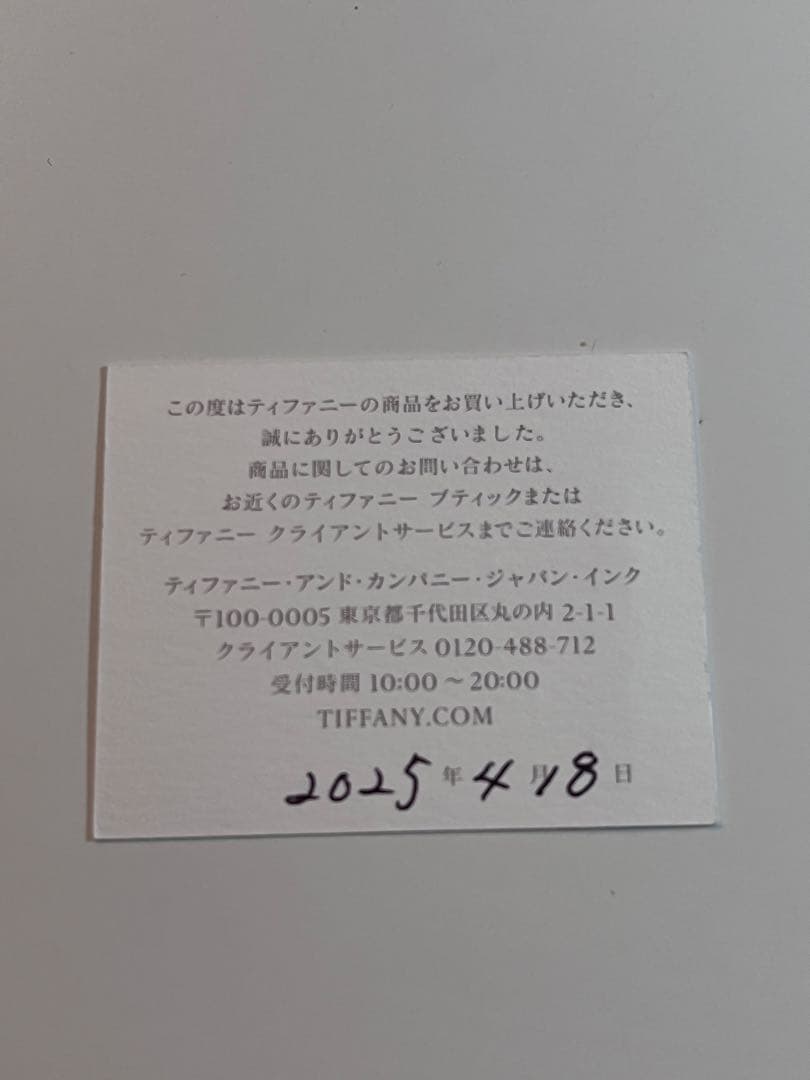 この度はティファニーの商品をお買い上げいただき、
誠にありがとうございました。
商品に関してのお問い合わせは、
お近くのティファニー ブティックまたは
ティファニー クライアントサービスまでご連絡ください。
ティファニー・アンド・カンパニー・ジャパン・インク
〒100-0005 東京都千代田区丸の内 2-1-1
クライアントサービス 0120-488-712
受付時間 10:00 〜 20:00
TIFFANY.COM
2025年4月18日